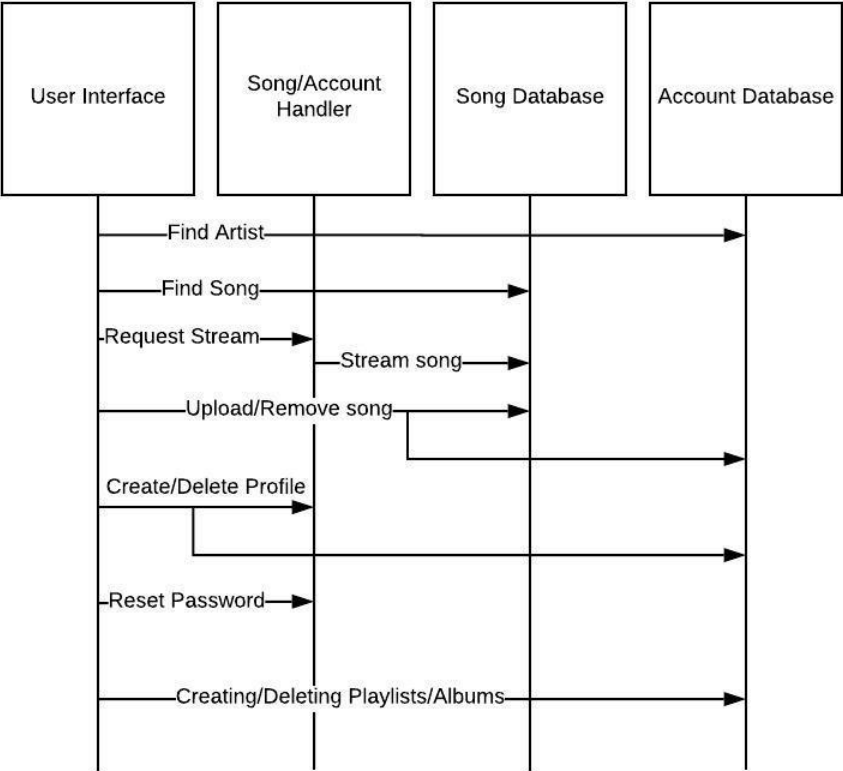 User Interface
Song/Account
Handler
Song Database
Account Database
Find Artist
Find Song
Request Stream
Stream song
Upload/Remove song
Create/Delete Profile
Reset Password
Creating/Deleting Playlists/Albums